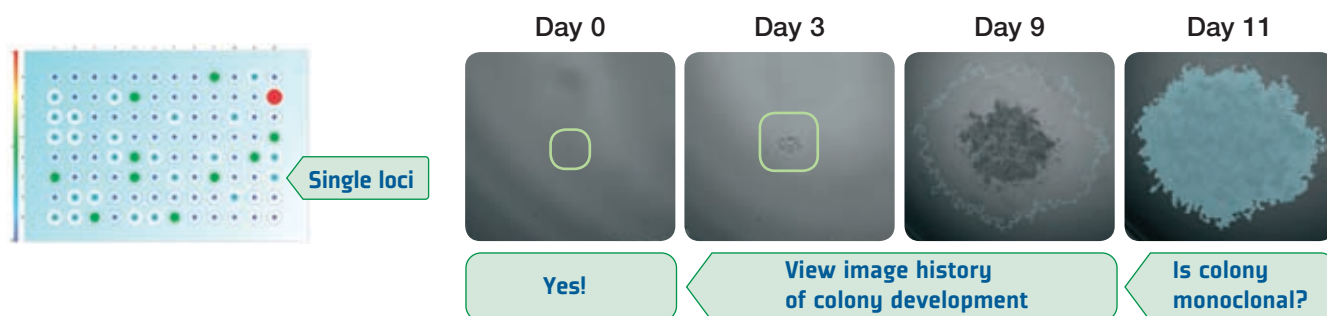 Day 0
Day 3
Day 9
Day 11
Single loci
Yes!
View image history
of colony development
Is colony
monoclonal?